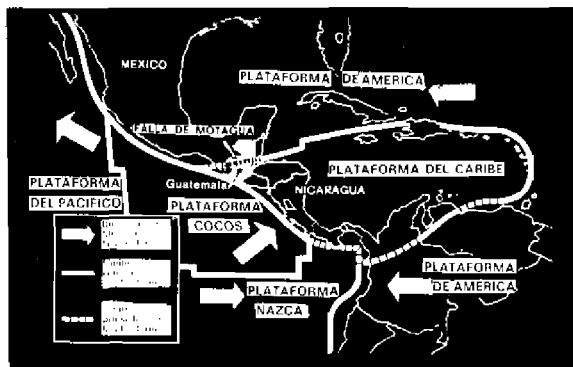 MEXICO
PLATAFORMA DE AMERICA
FALLA DE MOTAGUA
PLATAFORMA DEL CARIBE
PLATAFORMA
DEL PACIFICO
Guatemala
NICARAGUA
PLATAFORMA
COCOS
PLATAFORMA
DE AMERICA
PLATAFORMA
NAZCA